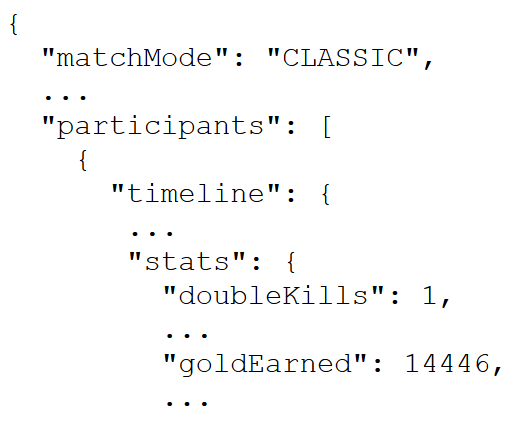 {
"matchMode": "CLASSIC",
...
"participants": [
{
"timeline": {
...
"stats": {
"doubleKills": 1,
...
"goldEarned": 14446,
...